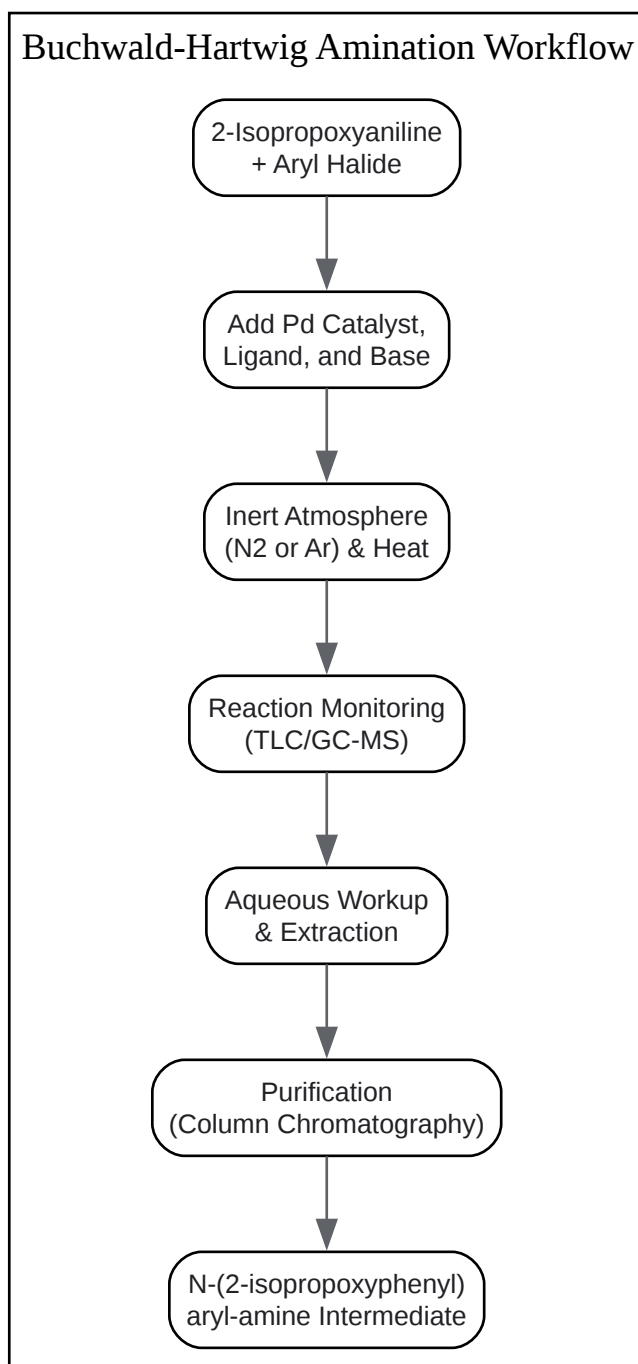 Buchwald-Hartwig Amination Workflow
2-Isopropoxyaniline
+ Aryl Halide
Add Pd Catalyst,
Ligand, and Base
Inert Atmosphere
(N2 or Ar) & Heat
Reaction Monitoring
(TLC/GC-MS)
Aqueous Workup
& Extraction
Purification
(Column Chromatography)
N-(2-isopropoxyphenyl)
aryl-amine Intermediate